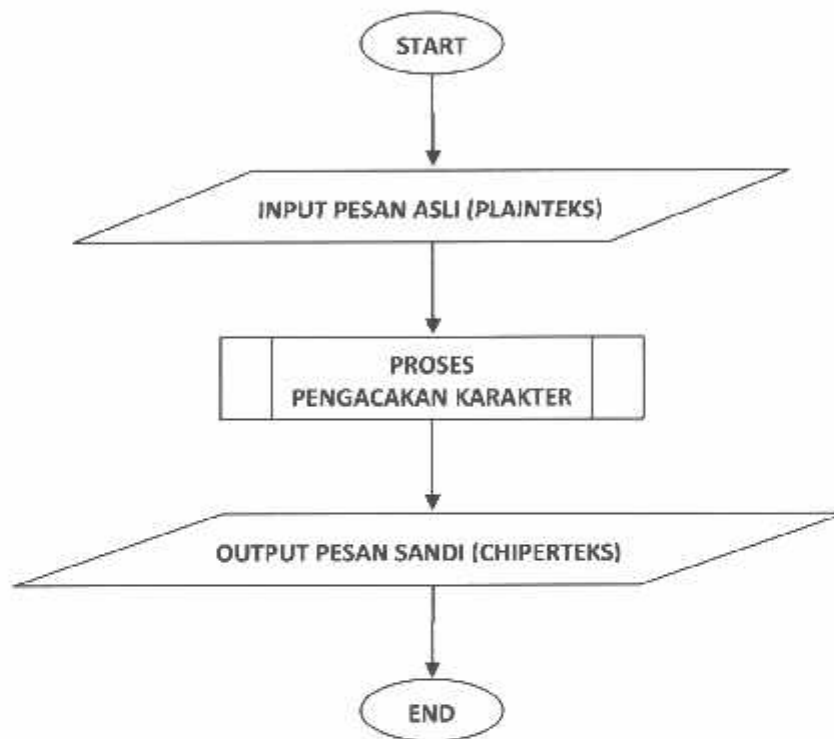 START
INPUT PESAN ASLI (PLAINTEKS)
PROSES
PENGACAKAN KARAKTER
OUTPUT PESAN SANDI (CHIPERTEKS)
END